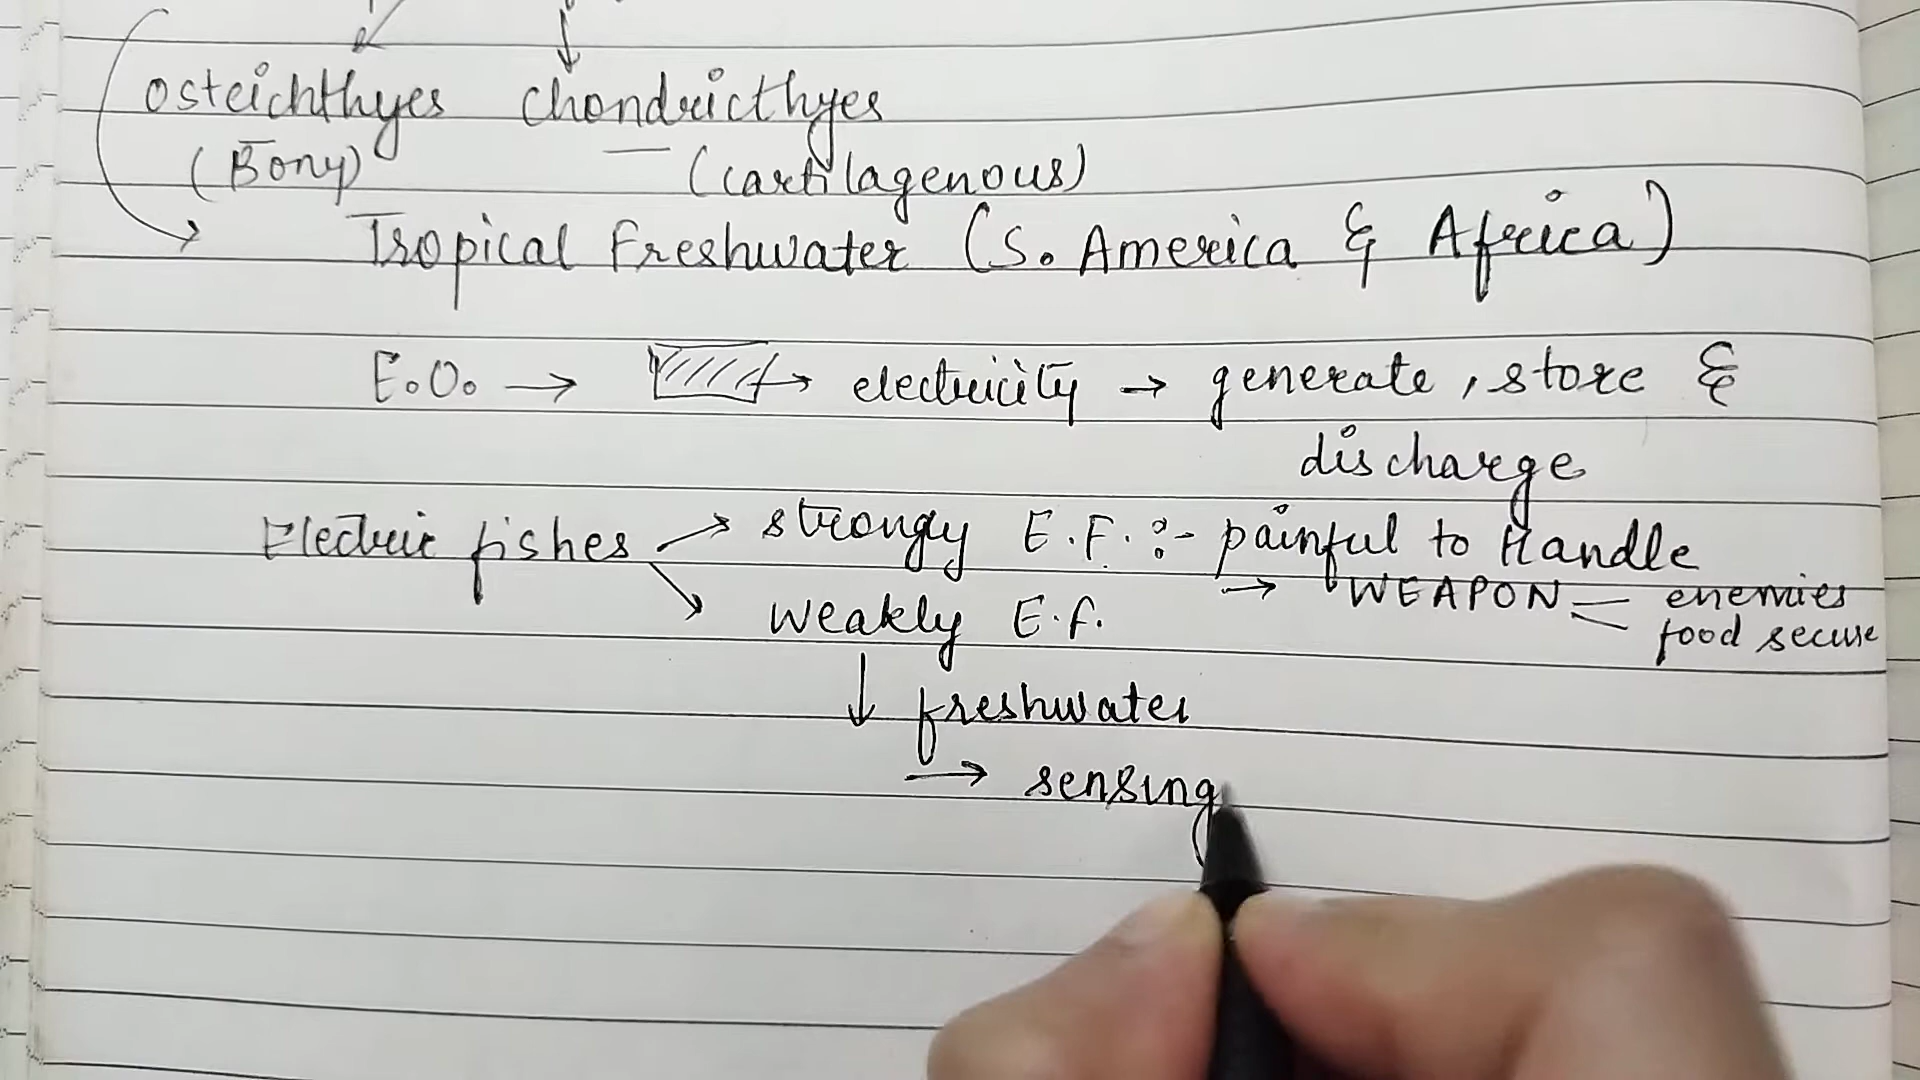 Osteichthyes Chondricthyes
(Bony) (cartilagenous)
Tropical Freshwater (S. America & Africa)
E.O. → → electricity → generate, store &
discharge
Electric fishes → strongy E.F. :- painful to Handle
→ WEAPON enemies
food secure
↘ Weakly E.F.
↓ freshwater
→ sensing